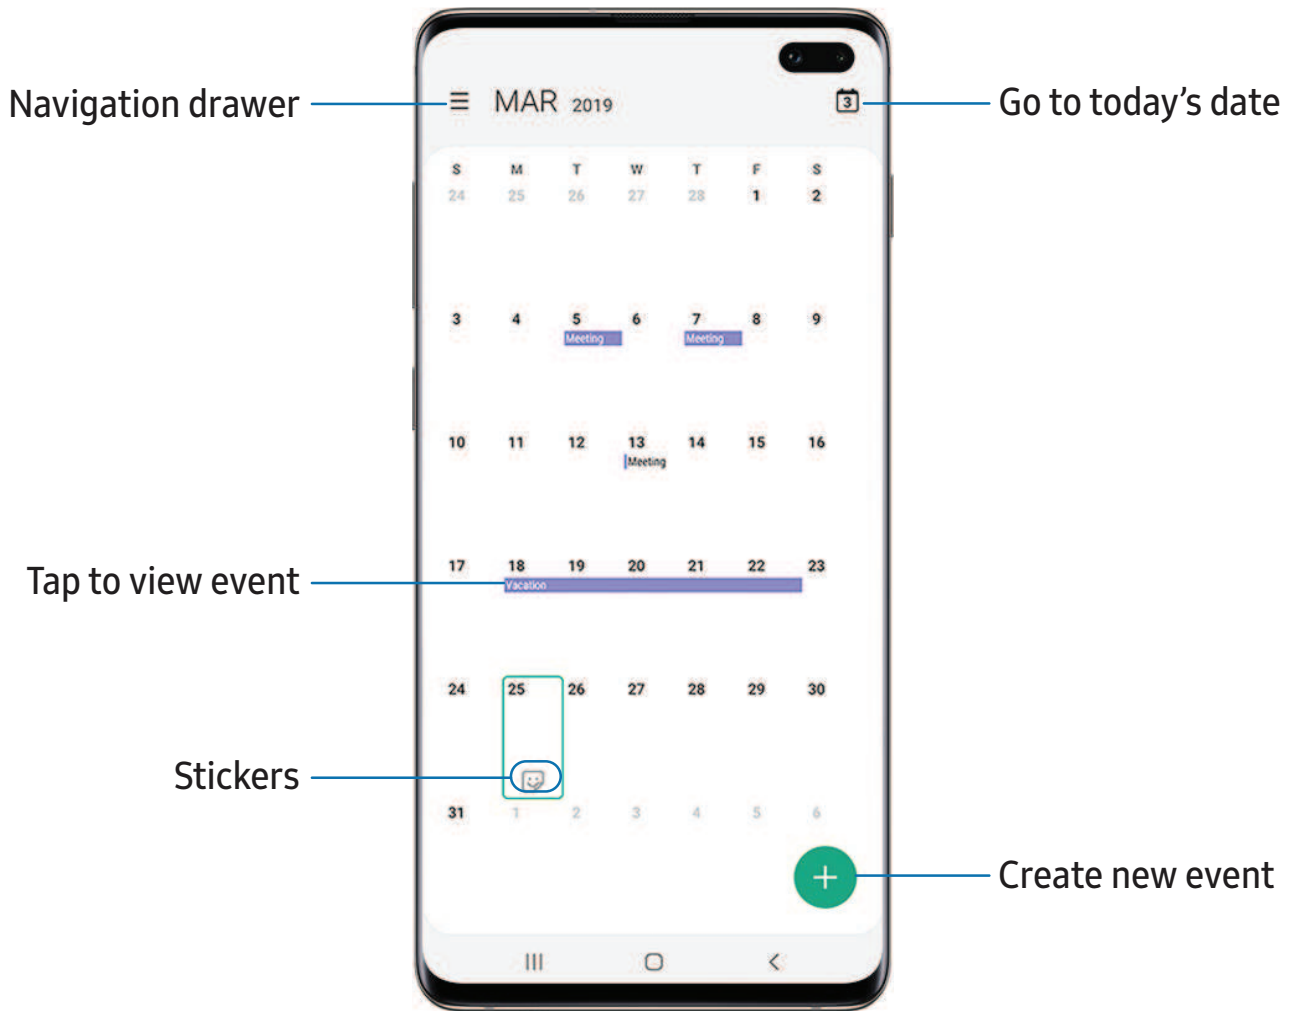 Navigation drawer
MAR 2019
3
Go to today's date
S M T W T F S
24 25 26 27 28 1 2
3 4 5 6 7 8 9
Meeting Meeting
10 11 12 13 14 15 16
Meeting
17 18 19 20 21 22 23
Tap to view event
Vacation
24 25 26 27 28 29 30
Stickers
31 1 2 3 4 5 6
Create new event